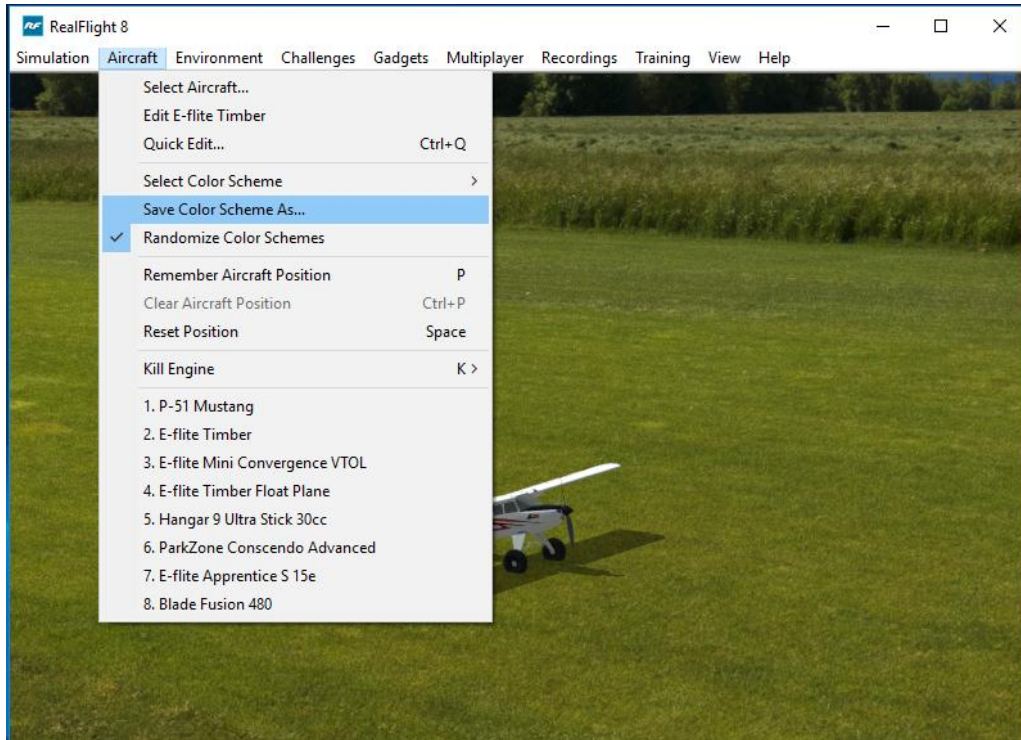 RF RealFlight 8
Simulation Aircraft Environment Challenges Gadgets Multiplayer Recordings Training View Help
Select Aircraft...
Edit E-flite Timber
Quick Edit... Ctrl+Q
Select Color Scheme >
Save Color Scheme As...
Randomize Color Schemes
Remember Aircraft Position P
Clear Aircraft Position Ctrl+P
Reset Position Space
Kill Engine K >
1. P-51 Mustang
2. E-flite Timber
3. E-flite Mini Convergence VTOL
4. E-flite Timber Float Plane
5. Hangar 9 Ultra Stick 30cc
6. ParkZone Conscendo Advanced
7. E-flite Apprentice S 15e
8. Blade Fusion 480